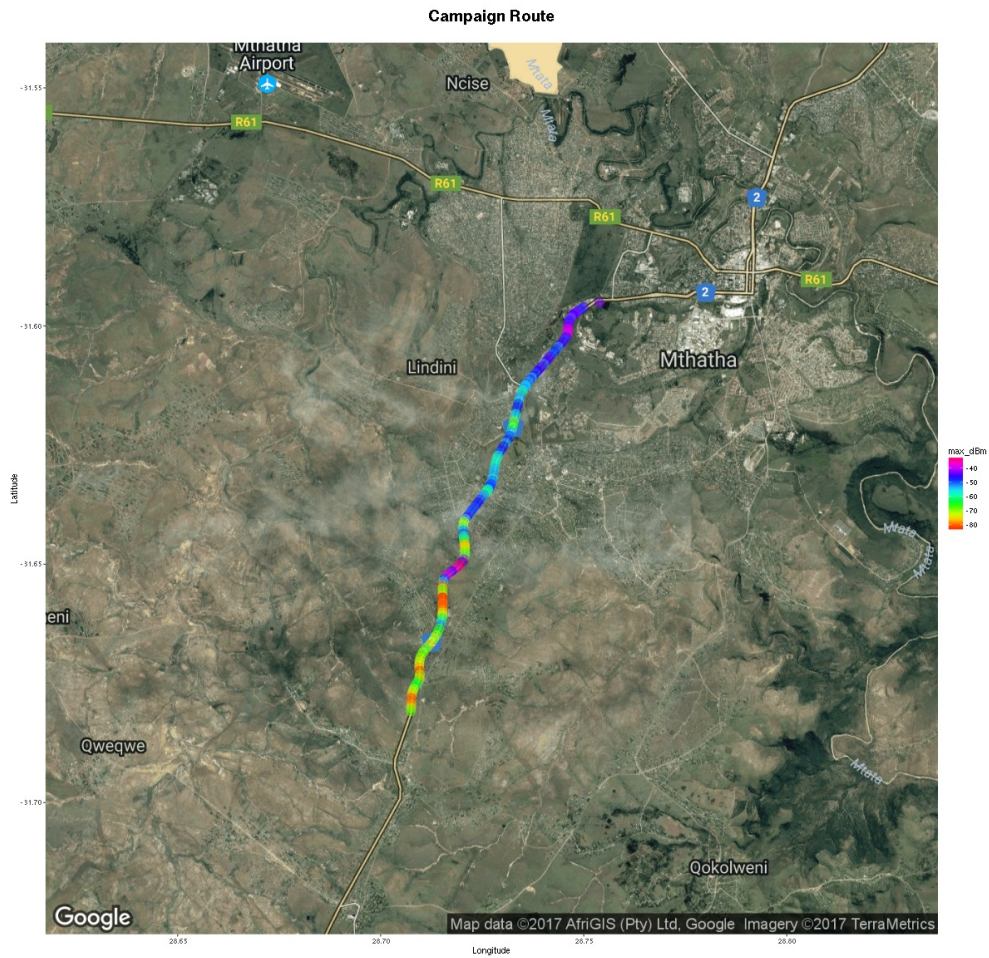 Campaign Route
Mthatha
Airport
Ncise
Mtata
Mtata
-31.55
R61
R61
2
R61
R61
2
-31.60
Lindini
Mthatha
max_dBm
-40
-50
-60
-70
-80
Latitude
Mtata
Mtata
-31.65
eni
Qweqwe
Mtata
-31.70
Qokolweni
Google
Map data ©2017 AfriGIS (Pty) Ltd, Google Imagery ©2017 TerraMetrics
28.65
28.70
28.75
28.80
Longitude